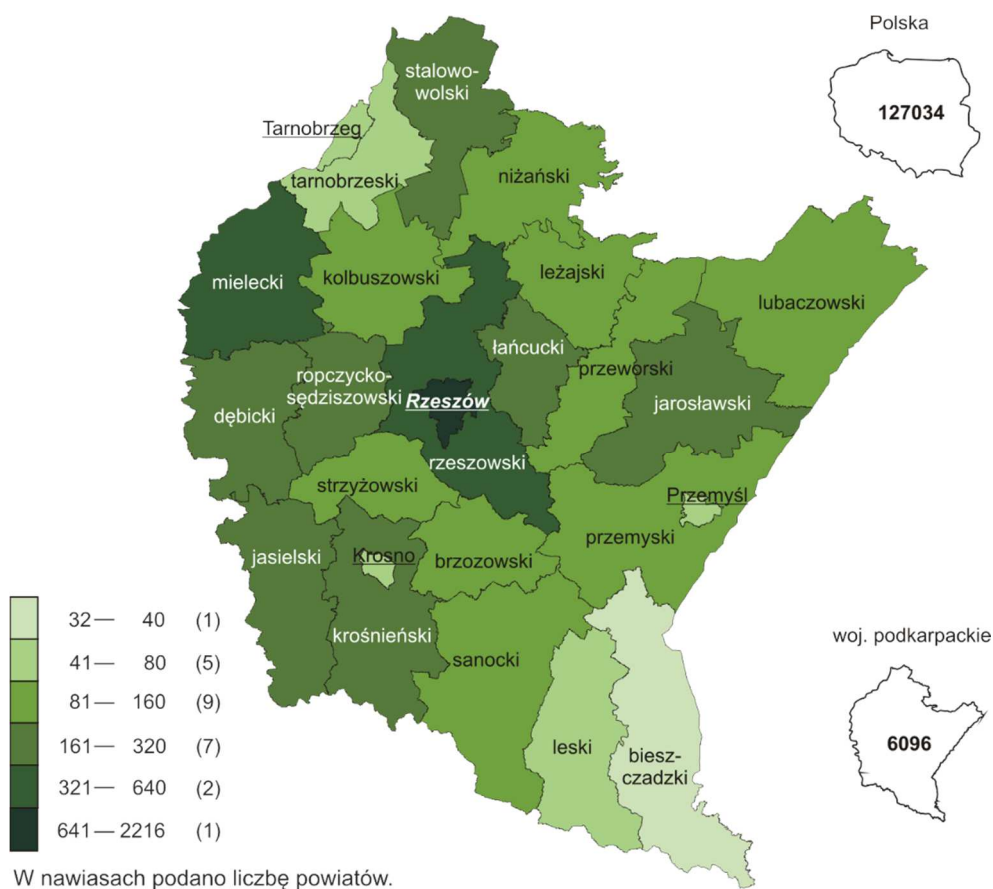 Polska
127034
stalowo-
wolski
Tarnobrzeg
tarnobrzeski
niżański
mielecki
kolbuszowski
leżajski
lubaczowski
łańcucki
przeworski
ropczycko-
sędziszowski
Rzeszów
jarosławski
dębicki
rzeszowski
strzyżowski
Przemyśl
przemyski
jasielski
Krosno
brzozowski
krośnieński
sanocki
leski
biesz-
czadzki
woj. podkarpackie
6096
32— 40 (1)
41— 80 (5)
81— 160 (9)
161— 320 (7)
321— 640 (2)
641— 2216 (1)
W nawiasach podano liczbę powiatów.